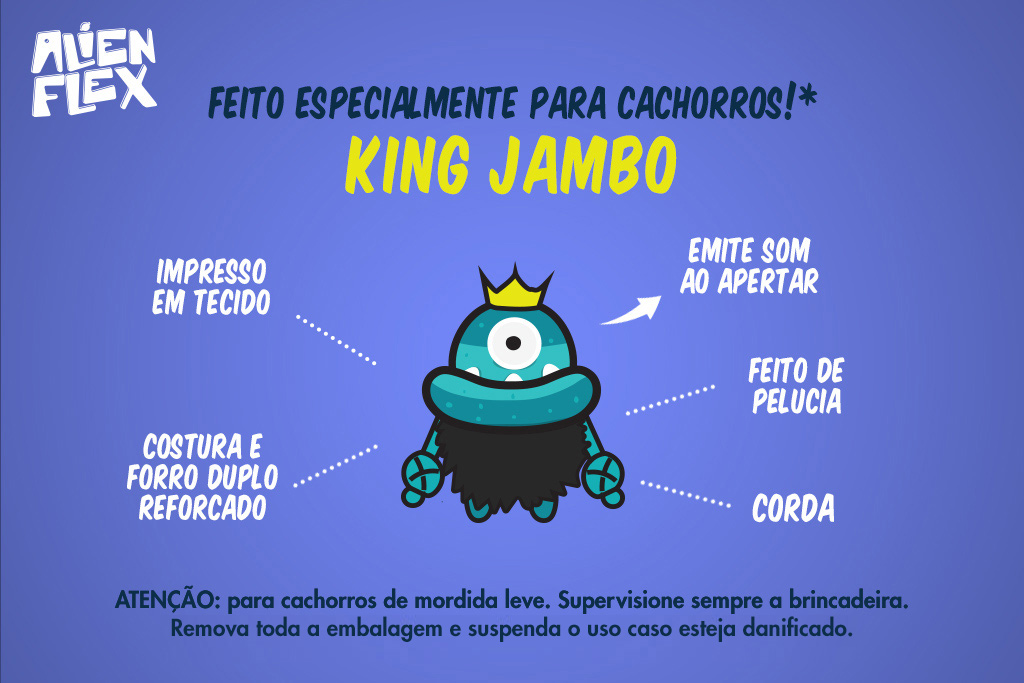 ALIEN
FLEX
FEITO ESPECIALMENTE PARA CACHORROS!*
KING JAMBO
IMPRESSO
EM TECIDO
EMITE SOM
AO APERTAR
FEITO DE
PELUCIA
COSTURA E
FORRO DUPLO
REFORCADO
CORDA
ATENÇÃO: para cachorros de mordida leve. Supervisione sempre a brincadeira.
Remova toda a embalagem e suspenda o uso caso esteja danificado.